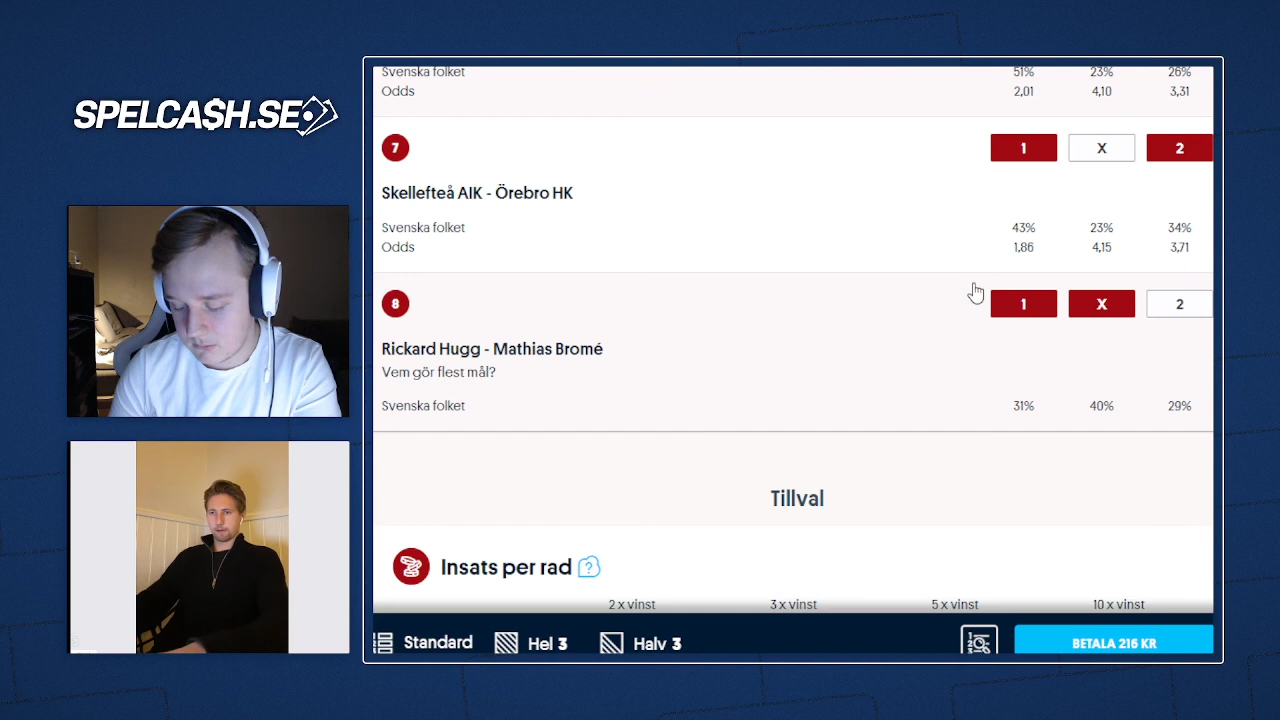 SPELCA$H.SE
Svenska folket 51% 23% 26%
Odds 2,01 4,10 3,31
7 1 X 2
Skellefteå AIK - Örebro HK
Svenska folket 43% 23% 34%
Odds 1,86 4,15 3,71
8 1 X 2
Rickard Hugg - Mathias Bromé
Vem gör flest mål?
Svenska folket 31% 40% 29%
Tillval
Insats per rad ?
2 x vinst 3 x vinst 5 x vinst 10 x vinst
Standard Hel 3 Halv 3 BETALA 216 KR